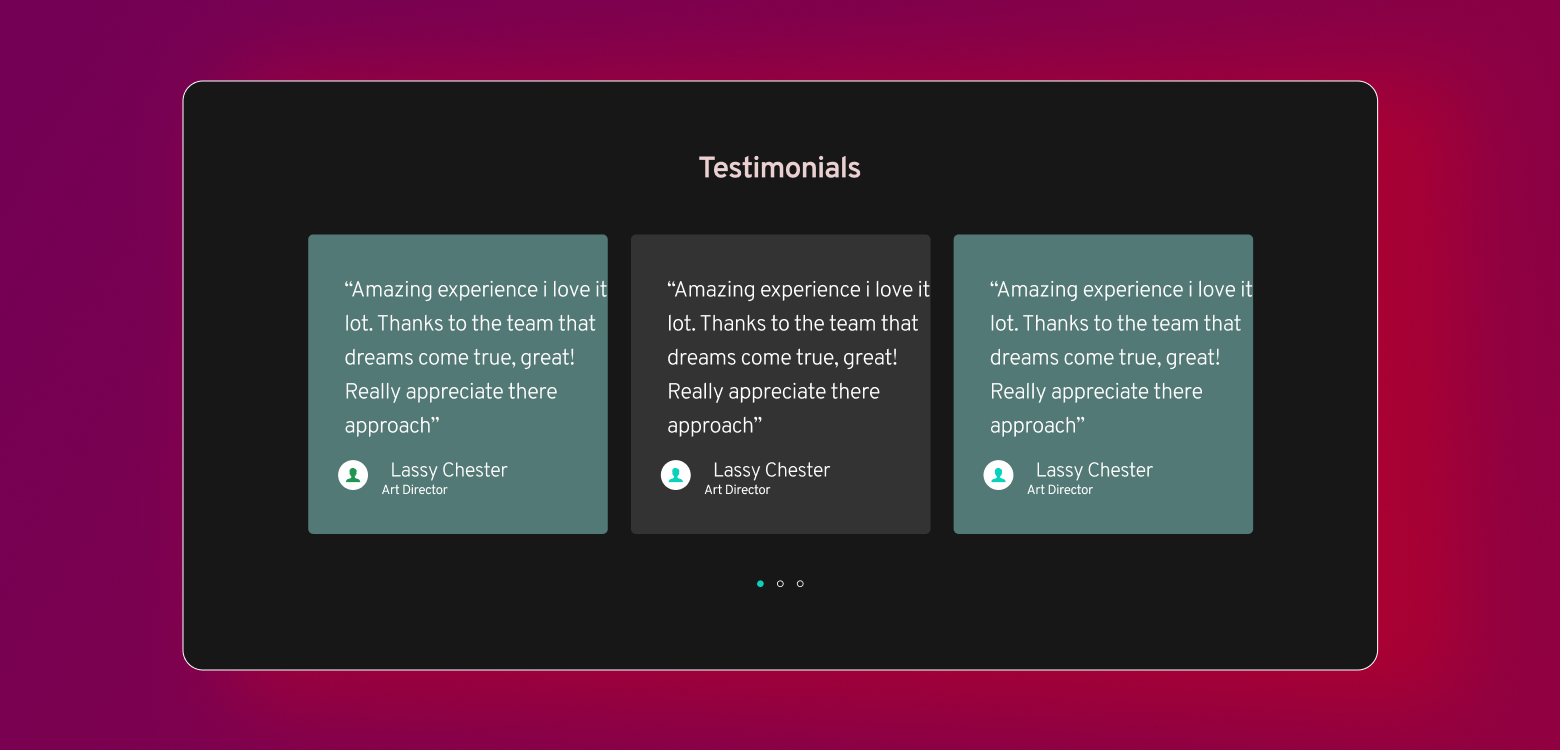 Testimonials
“Amazing experience i love it
lot. Thanks to the team that
dreams come true, great!
Really appreciate there
approach”
Lassy Chester
Art Director
“Amazing experience i love it
lot. Thanks to the team that
dreams come true, great!
Really appreciate there
approach”
Lassy Chester
Art Director
“Amazing experience i love it
lot. Thanks to the team that
dreams come true, great!
Really appreciate there
approach”
Lassy Chester
Art Director